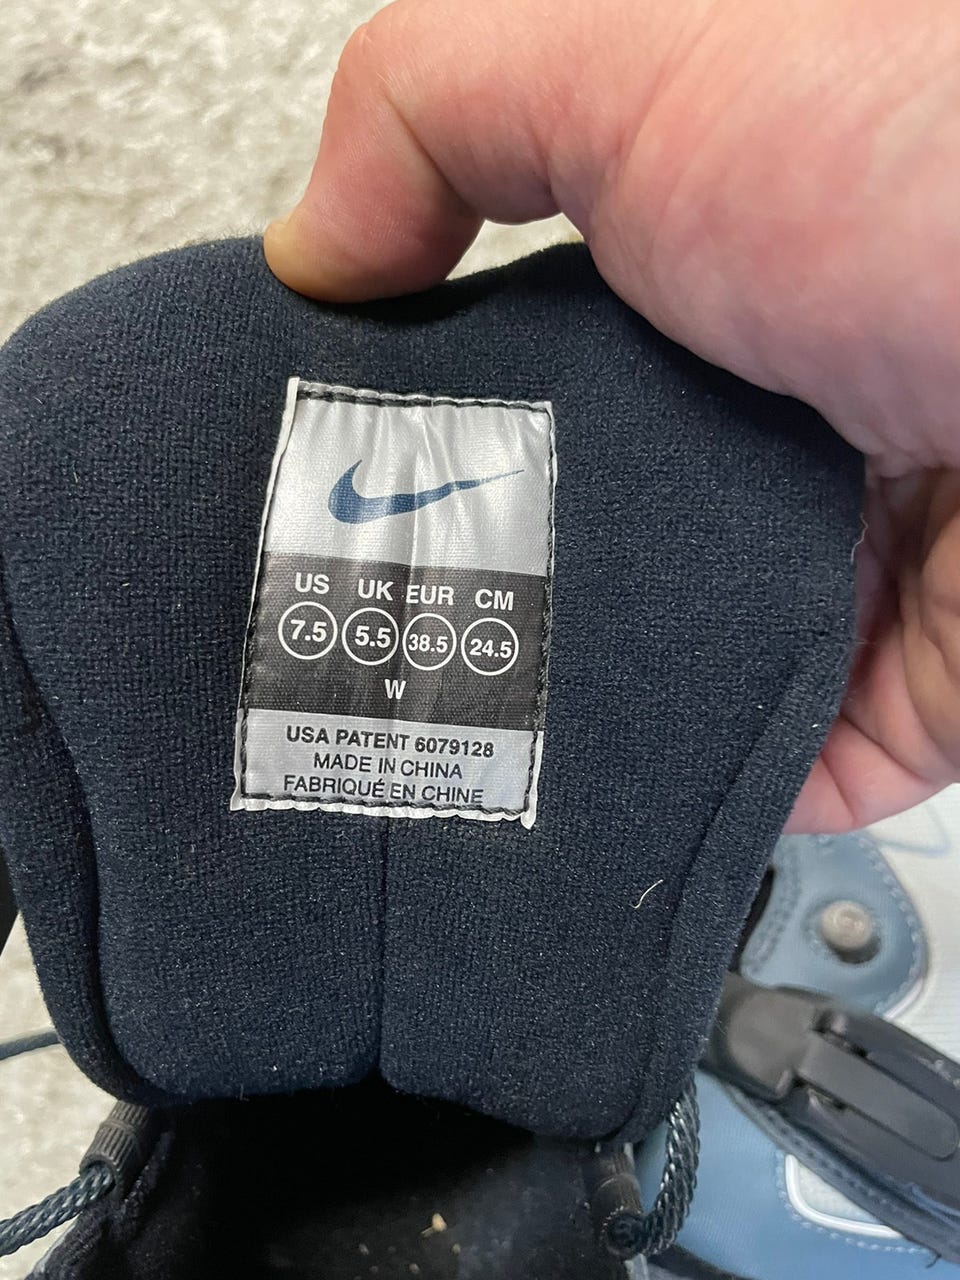 US UK EUR CM
7.5 5.5 38.5 24.5
W
USA PATENT 6079128
MADE IN CHINA
FABRIQUÉ EN CHINE